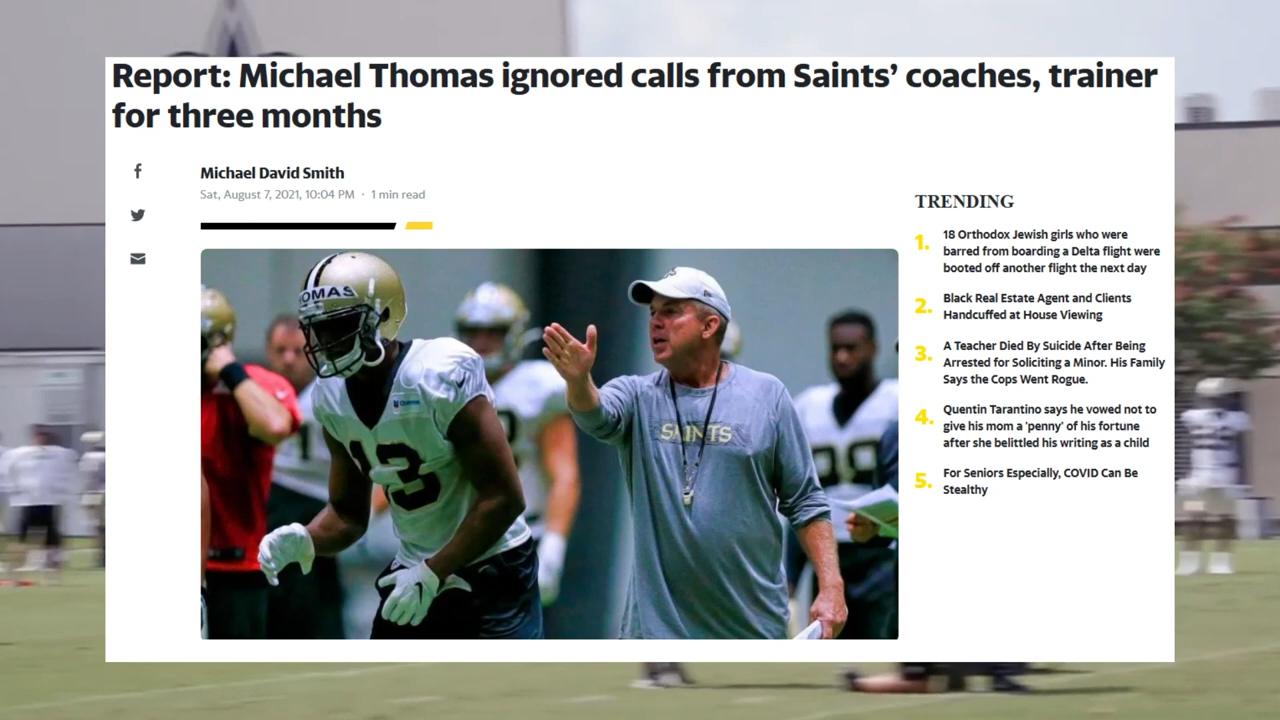 Report: Michael Thomas ignored calls from Saints’ coaches, trainer
for three months
Michael David Smith
Sat, August 7, 2021, 10:04 PM · 1 min read
TRENDING
1. 18 Orthodox Jewish girls who were
barred from boarding a Delta flight were
booted off another flight the next day
2. Black Real Estate Agent and Clients
Handcuffed at House Viewing
3. A Teacher Died By Suicide After Being
Arrested for Soliciting a Minor. His Family
Says the Cops Went Rogue.
4. Quentin Tarantino says he vowed not to
give his mom a 'penny' of his fortune
after she belittled his writing as a child
5. For Seniors Especially, COVID Can Be
Stealthy
OMAS
13
SAINTS